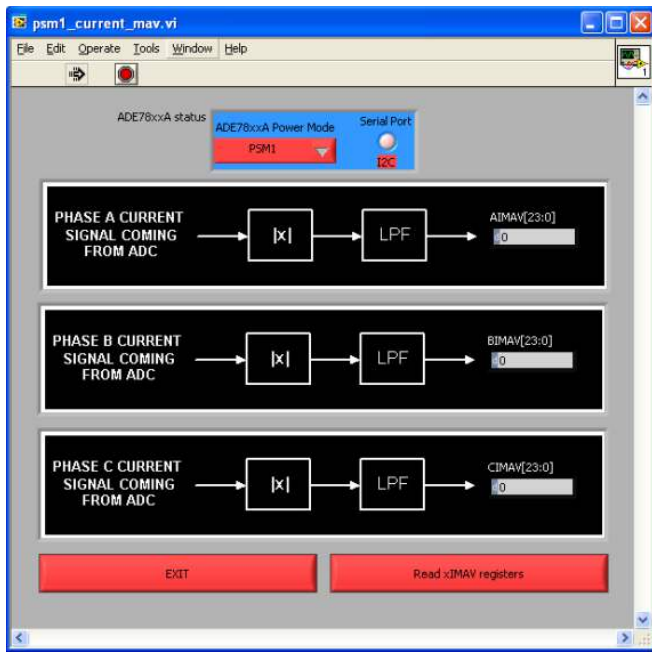 psm1_current_mav.vi
File Edit Operate Tools Window Help
1
ADE78xxA status
ADE78xxA Power Mode
Serial Port
PSM1
I2C
PHASE A CURRENT
SIGNAL COMING
FROM ADC
|x|
LPF
AIMAV[23:0]
0
PHASE B CURRENT
SIGNAL COMING
FROM ADC
|x|
LPF
BIMAV[23:0]
0
PHASE C CURRENT
SIGNAL COMING
FROM ADC
|x|
LPF
CIMAV[23:0]
0
EXIT
Read xIMAV registers